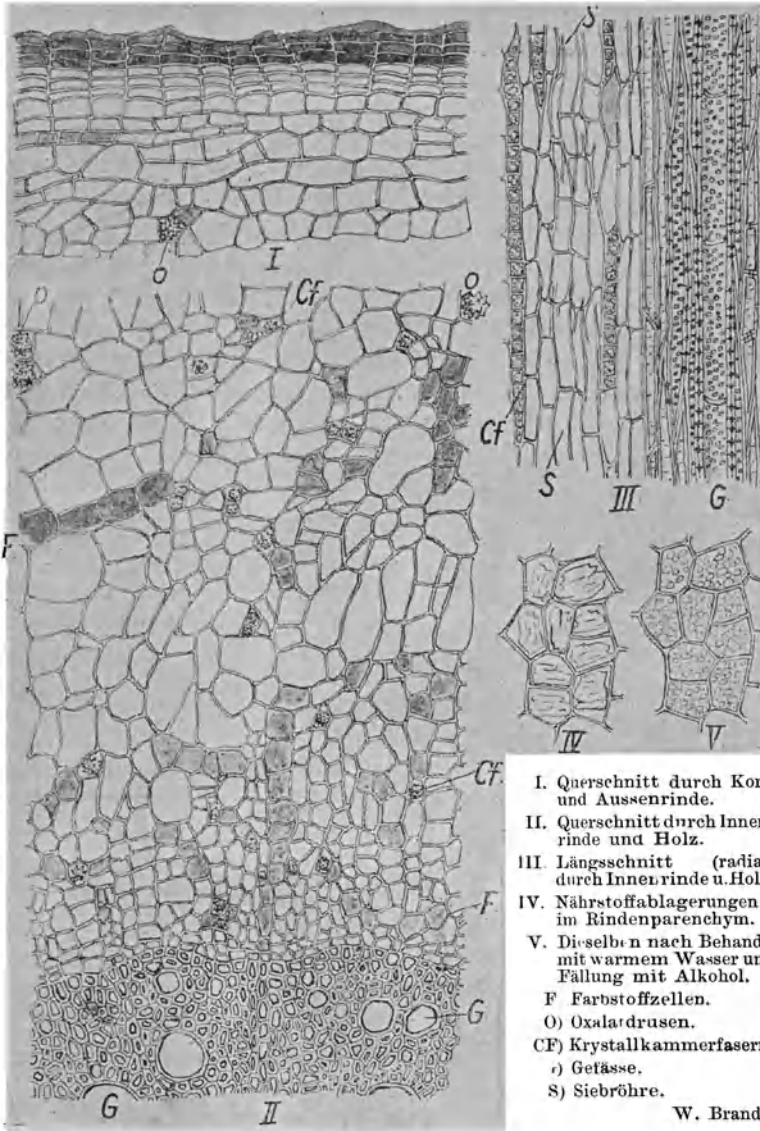 S
O
I
O
Cf
O
Cf
S
III
G
F
IV
V
Cf
F
G
G
II
I. Querschnitt durch Kor
und Aussenrinde.
II. Querschnitt durch Inner
rinde und Holz.
III. Längsschnitt (radia
durch Innenrinde u. Hol
IV. Nährstoffablagerungen
im Rindenparenchym.
V. Dieselben nach Behand
mit warmem Wasser un
Fällung mit Alkohol.
F Farbstoffzellen.
O) Oxalatdrusen.
CF) Krystallkammerfasern
) Gefässe.
S) Siebröhre.
W. Brand